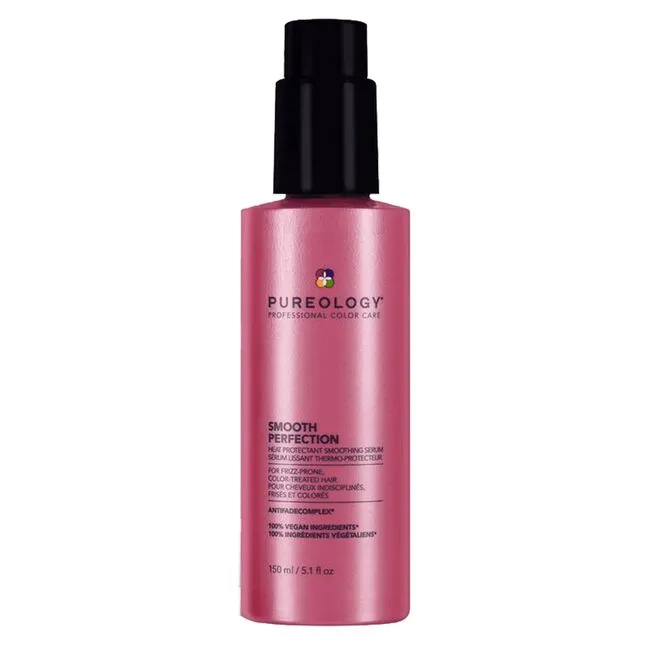 PUREOLOGY®
PROFESSIONAL COLOR CARE
SMOOTH
PERFECTION
HEAT PROTECTANT SMOOTHING SERUM
SÉRUM LISSANT THERMO-PROTECTEUR
FOR FRIZZ-PRONE,
COLOR-TREATED HAIR
POUR CHEVEUX INDISCIPLINÉS,
FRISÉS ET COLORÉS
ANTIFADECOMPLEX®
100% VEGAN INGREDIENTS*
100% INGRÉDIENTS VÉGÉTALIENS*
150 ml / 5.1 fl oz